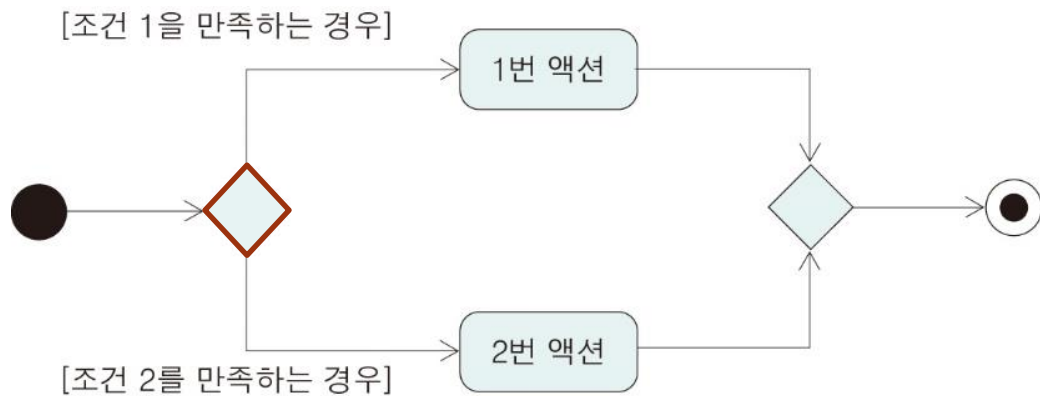 [조건 1을 만족하는 경우]
1번 액션
2번 액션
[조건 2를 만족하는 경우]